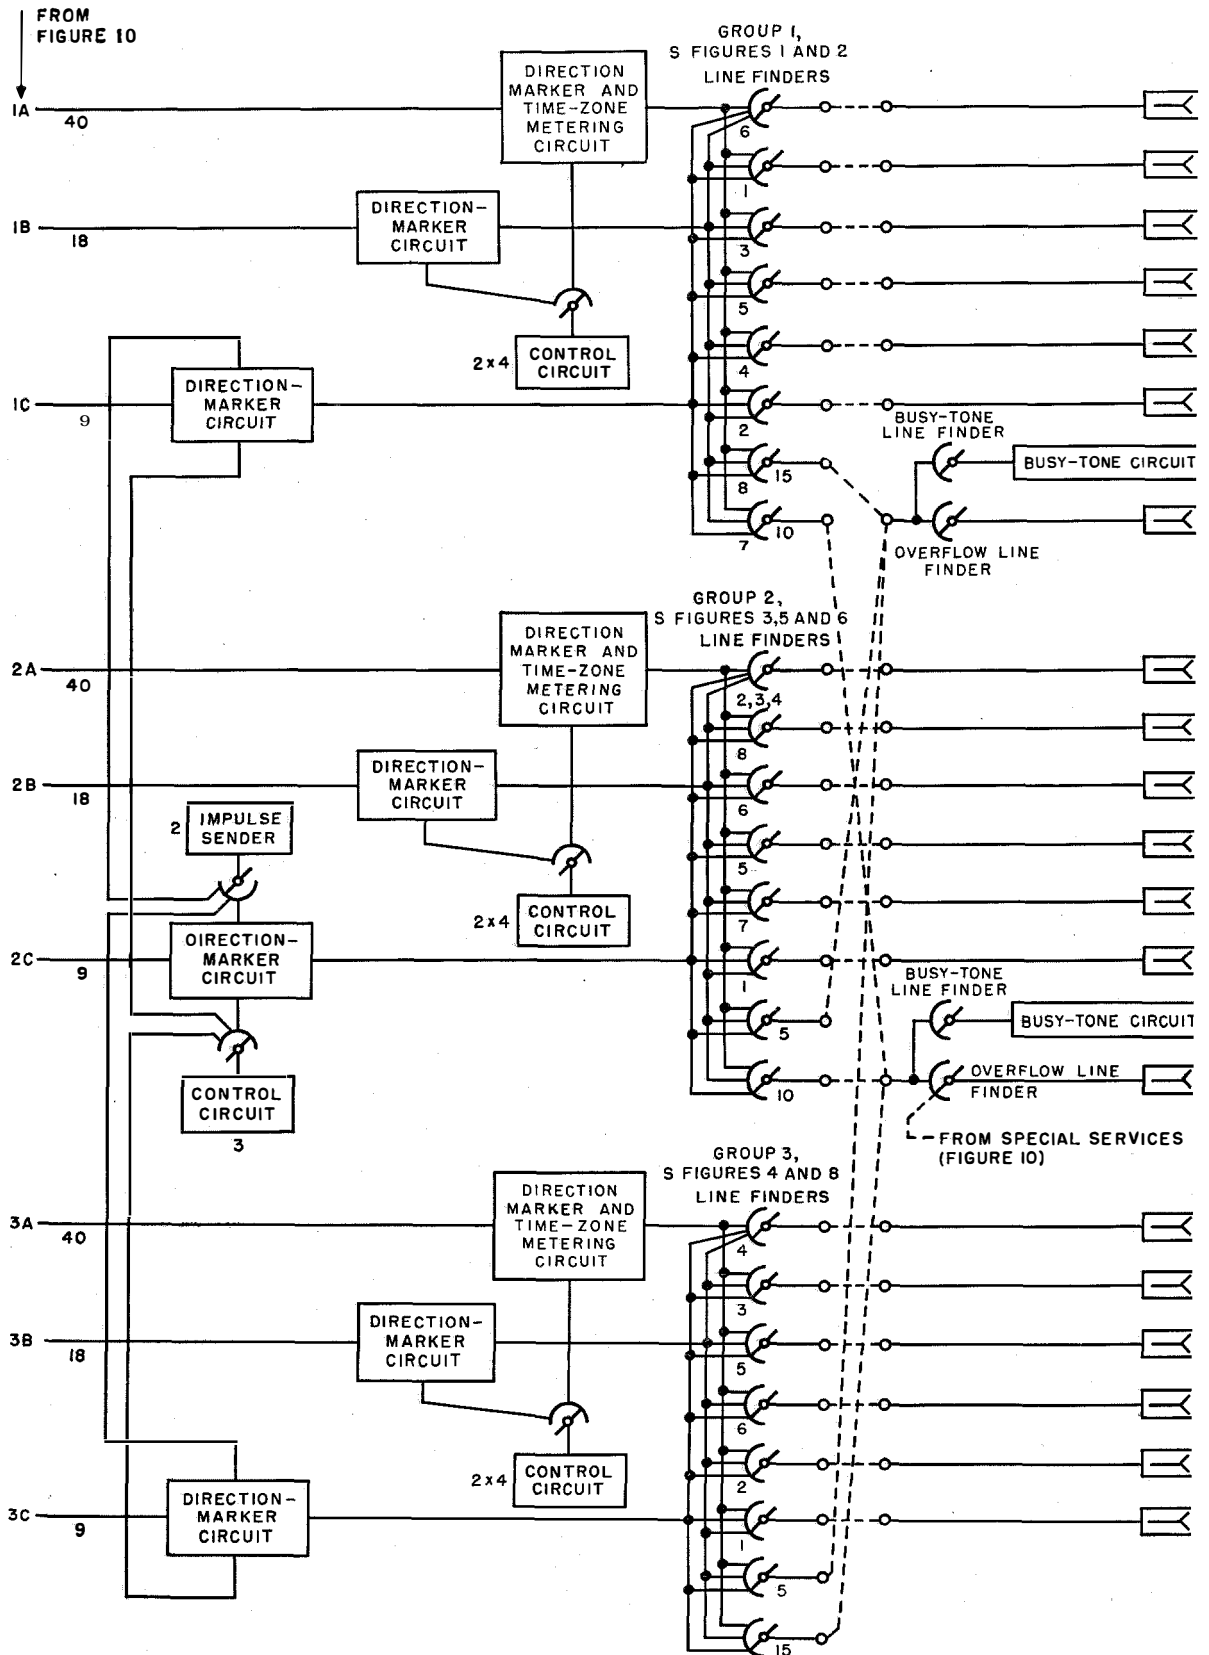 FROM
FIGURE 10
GROUP 1,
S FIGURES 1 AND 2
LINE FINDERS
DIRECTION
MARKER AND
TIME-ZONE
METERING
CIRCUIT
1A
40
6
1
DIRECTION-
MARKER
CIRCUIT
1B
18
3
5
2x4
CONTROL
CIRCUIT
4
DIRECTION-
MARKER
CIRCUIT
1C
9
2
BUSY-TONE
LINE FINDER
15
8
BUSY-TONE CIRCUIT
10
7
OVERFLOW LINE
FINDER
GROUP 2,
S FIGURES 3,5 AND 6
LINE FINDERS
DIRECTION
MARKER AND
TIME-ZONE
METERING
CIRCUIT
2A
40
2,3,4
8
DIRECTION-
MARKER
CIRCUIT
2B
18
6
2
IMPULSE
SENDER
5
2x4
CONTROL
CIRCUIT
7
OIRECTION-
MARKER
CIRCUIT
2C
9
1
BUSY-TONE
LINE FINDER
5
BUSY-TONE CIRCUIT
CONTROL
CIRCUIT
3
10
OVERFLOW LINE
FINDER
FROM SPECIAL SERVICES
(FIGURE 10)
GROUP 3,
S FIGURES 4 AND 8
LINE FINDERS
DIRECTION
MARKER AND
TIME-ZONE
METERING
CIRCUIT
3A
40
4
3
DIRECTION-
MARKER
CIRCUIT
3B
18
5
6
2x4
CONTROL
CIRCUIT
2
DIRECTION-
MARKER
CIRCUIT
3C
9
1
5
15